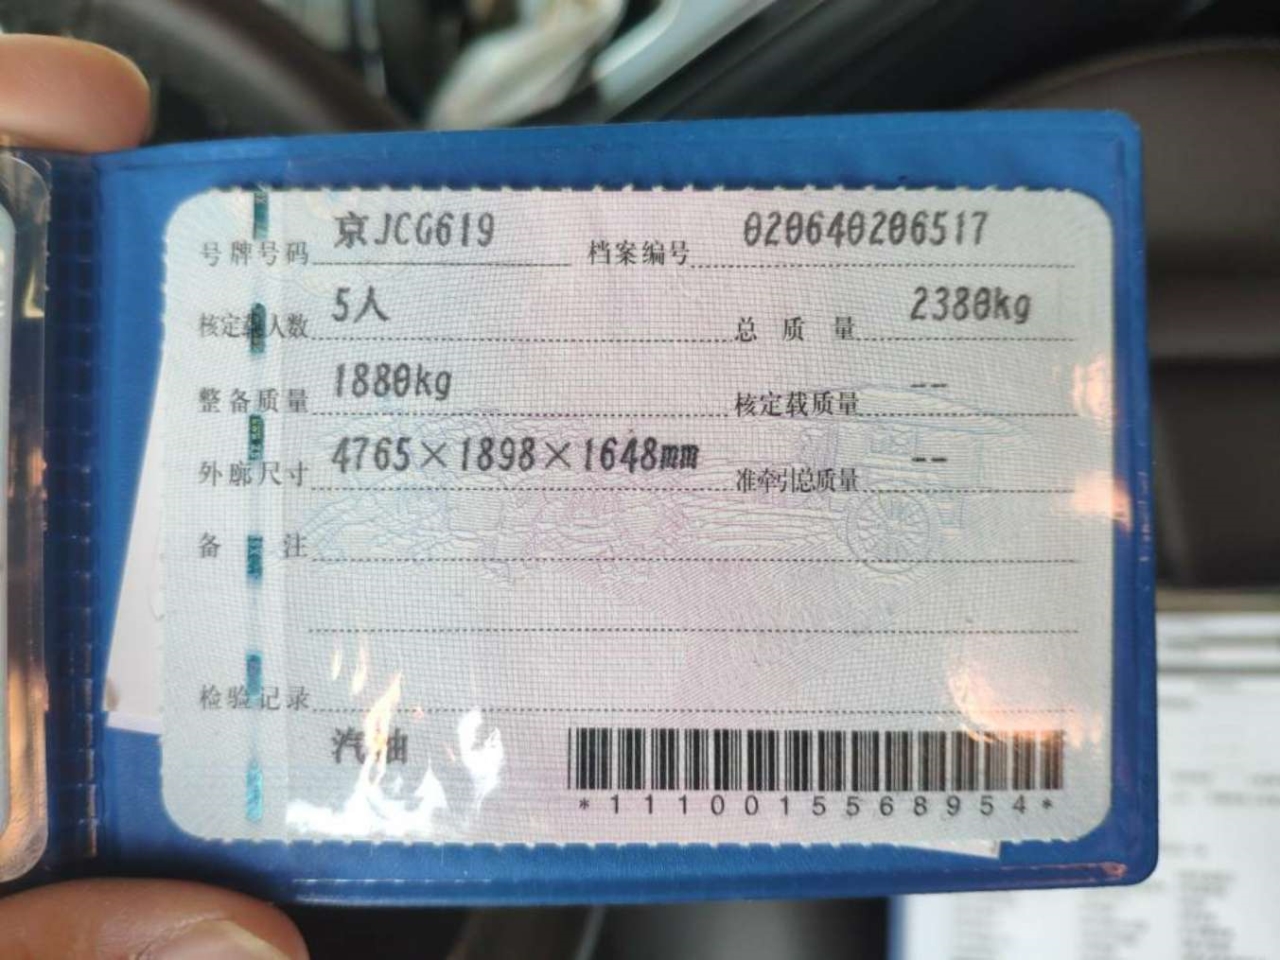 号牌号码 京JCG619 档案编号 020640206517
核定载人数 5人 总质量 2380kg
整备质量 1880kg 核定载质量 --
外廓尺寸 4765×1898×1648mm 准牵引总质量 --
备注
检验记录
汽油
*1110015568954*